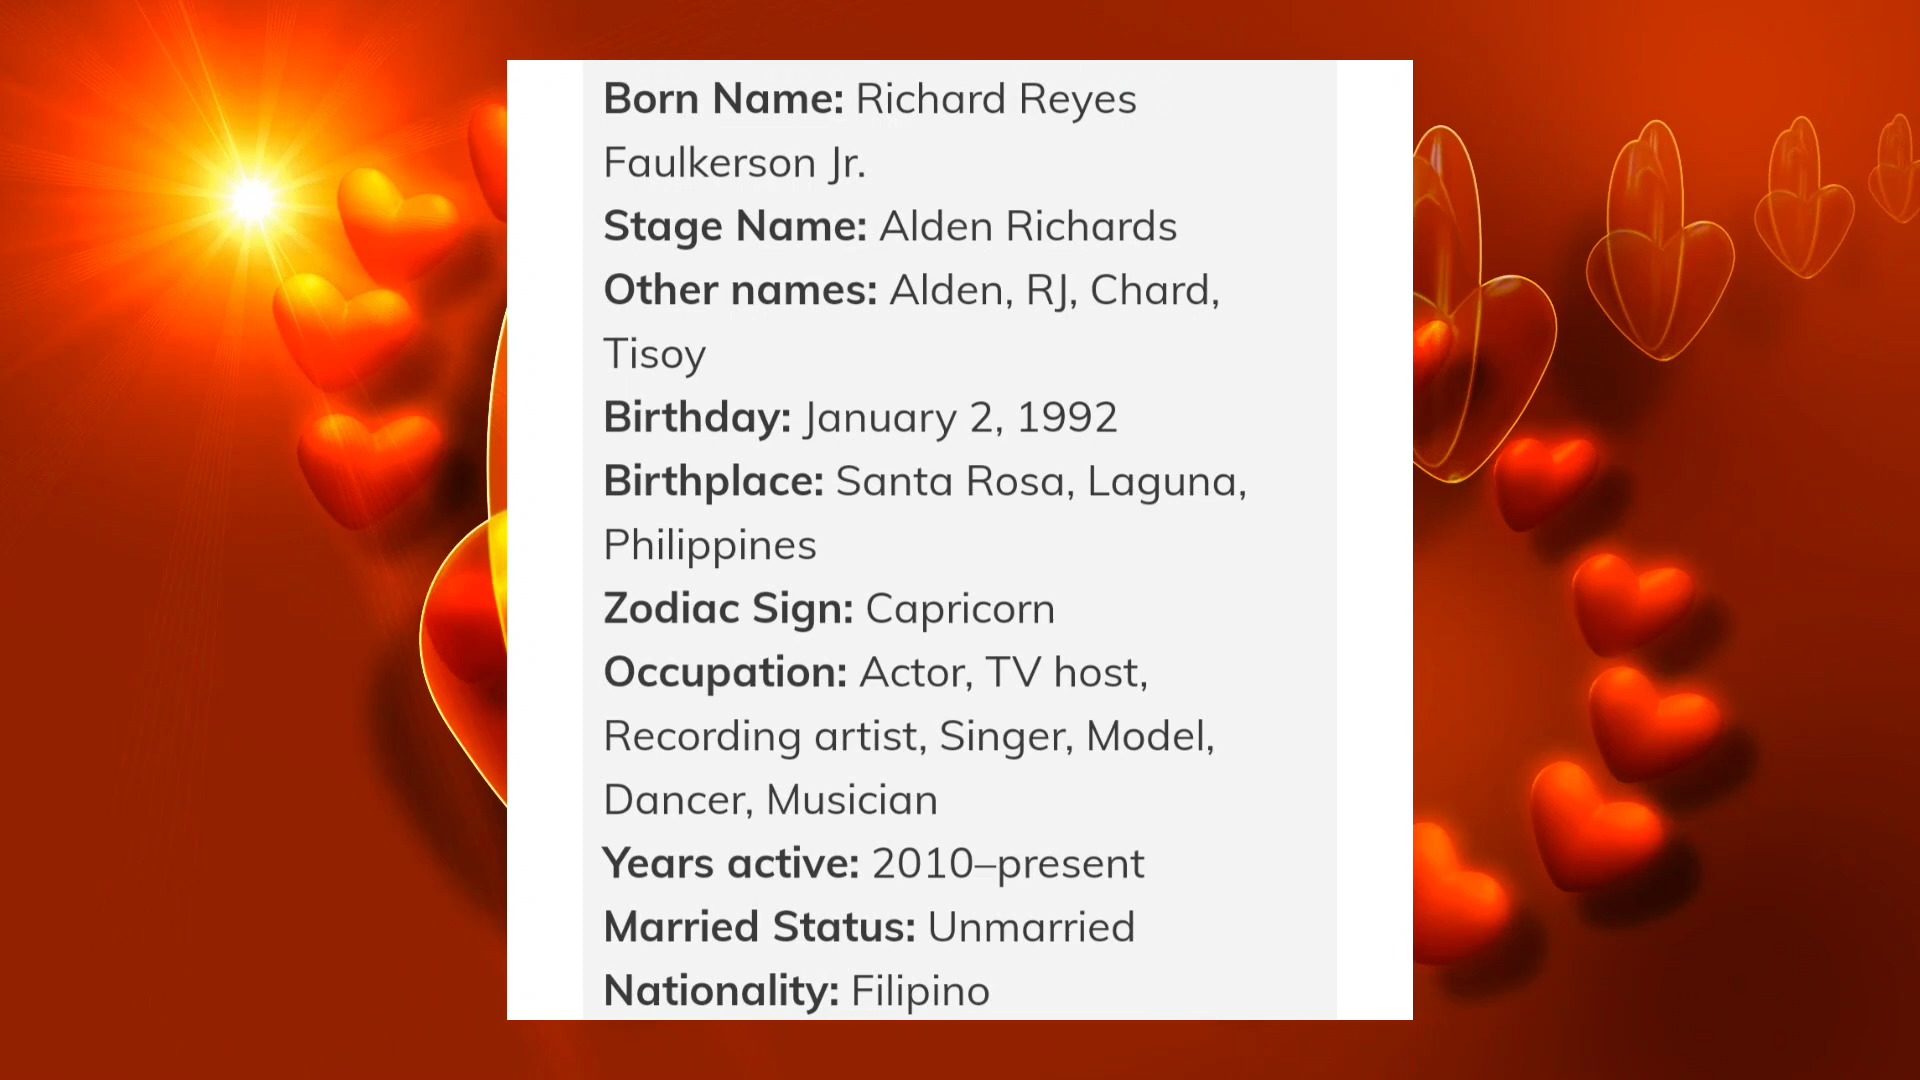 Born Name: Richard Reyes
Faulkerson Jr.
Stage Name: Alden Richards
Other names: Alden, RJ, Chard,
Tisoy
Birthday: January 2, 1992
Birthplace: Santa Rosa, Laguna,
Philippines
Zodiac Sign: Capricorn
Occupation: Actor, TV host,
Recording artist, Singer, Model,
Dancer, Musician
Years active: 2010–present
Married Status: Unmarried
Nationality: Filipino